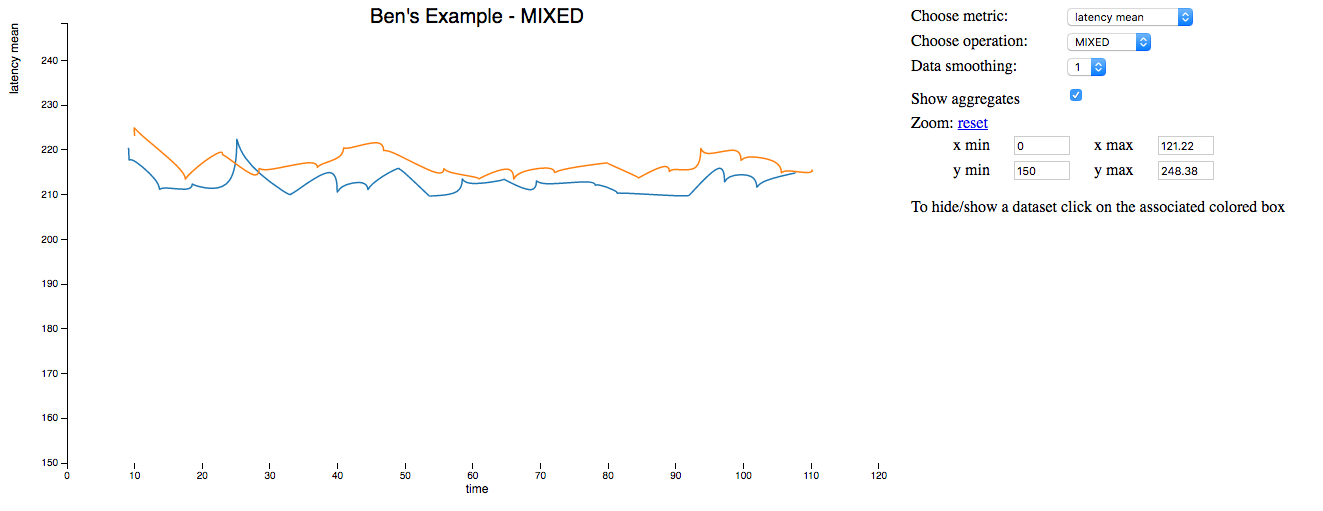 Ben's Example - MIXED
latency mean
240
230
220
210
200
190
180
170
160
150
0 10 20 30 40 50 60 70 80 90 100 110 120
time
Choose metric: latency mean
Choose operation: MIXED
Data smoothing: 1
Show aggregates
Zoom: reset
x min 0 x max 121.22
y min 150 y max 248.38
To hide/show a dataset click on the associated colored box